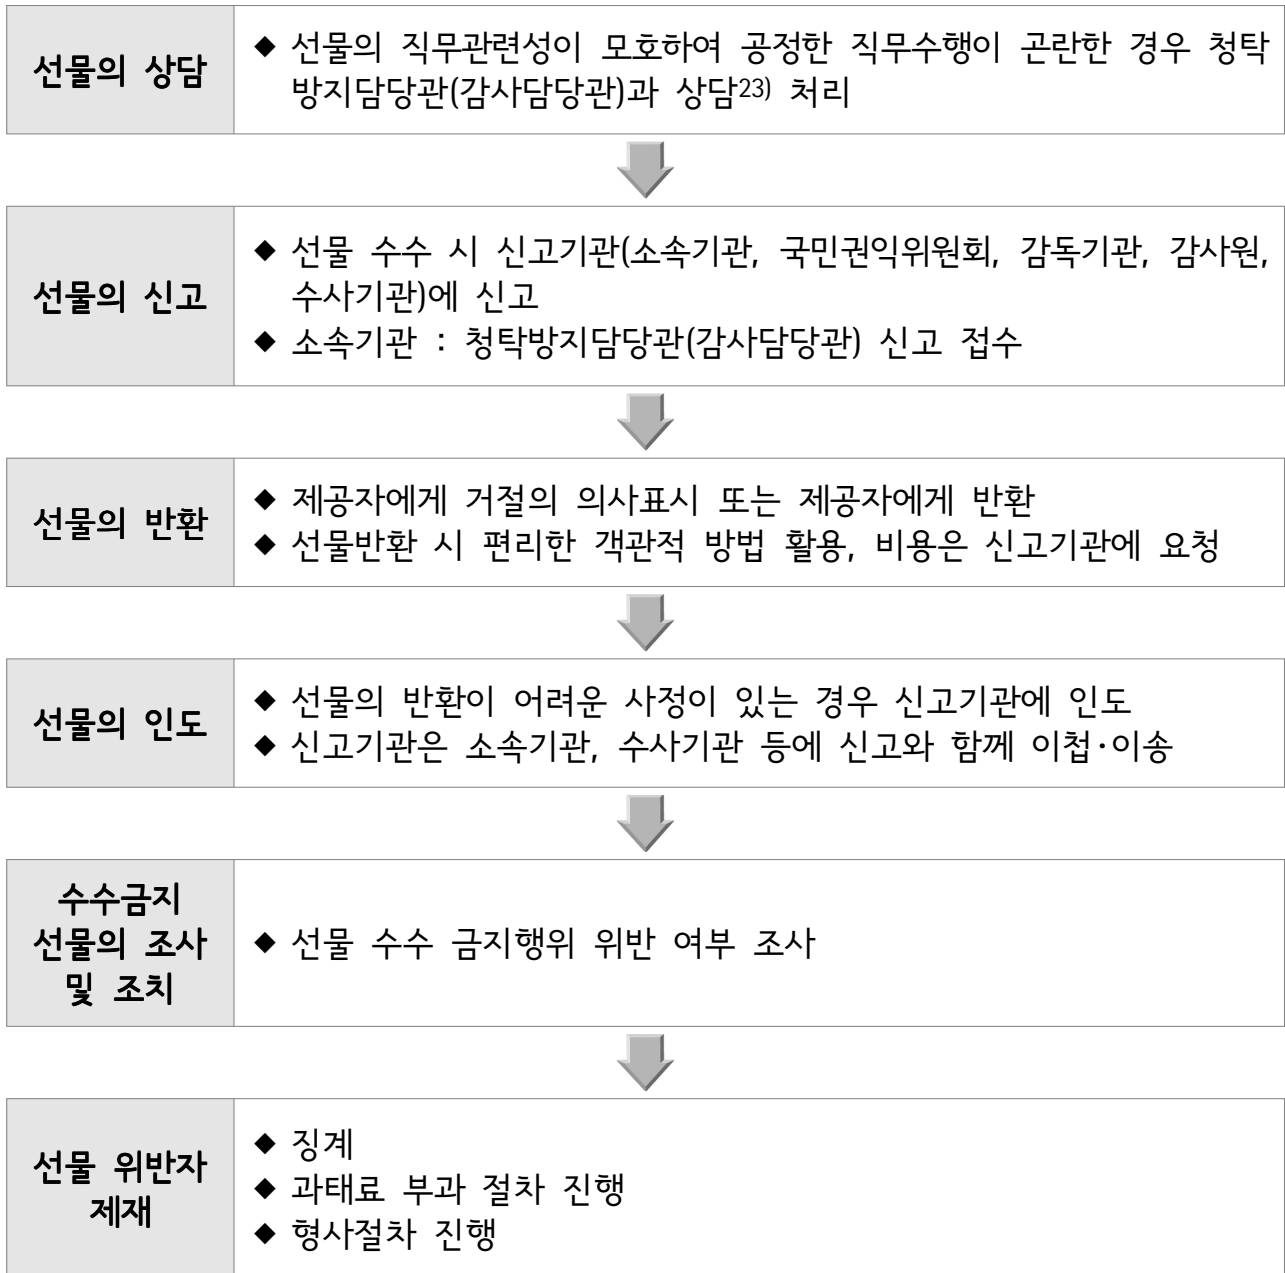 선물의 상담
◆ 선물의 직무관련성이 모호하여 공정한 직무수행이 곤란한 경우 청탁
방지담당관(감사담당관)과 상담23) 처리
선물의 신고
◆ 선물 수수 시 신고기관(소속기관, 국민권익위원회, 감독기관, 감사원,
수사기관)에 신고
◆ 소속기관 : 청탁방지담당관(감사담당관) 신고 접수
선물의 반환
◆ 제공자에게 거절의 의사표시 또는 제공자에게 반환
◆ 선물반환 시 편리한 객관적 방법 활용, 비용은 신고기관에 요청
선물의 인도
◆ 선물의 반환이 어려운 사정이 있는 경우 신고기관에 인도
◆ 신고기관은 소속기관, 수사기관 등에 신고와 함께 이첩·이송
수수금지
선물의 조사
및 조치
◆ 선물 수수 금지행위 위반 여부 조사
선물 위반자
제재
◆ 징계
◆ 과태료 부과 절차 진행
◆ 형사절차 진행